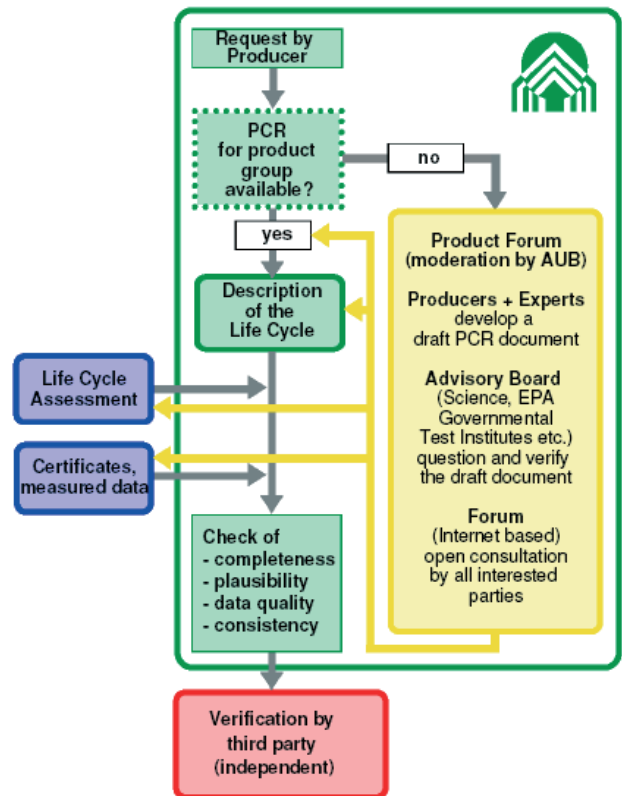 Request by
Producer
PCR
for product
group
available?
no
yes
Product Forum
(moderation by AUB)
Producers + Experts
develop a
draft PCR document
Advisory Board
(Science, EPA
Governmental
Test Institutes etc.)
question and verify
the draft document
Forum
(Internet based)
open consultation
by all interested
parties
Description
of the
Life Cycle
Life Cycle
Assessment
Certificates,
measured data
Check of
- completeness
- plausibility
- data quality
- consistency
Verification by
third party
(independent)